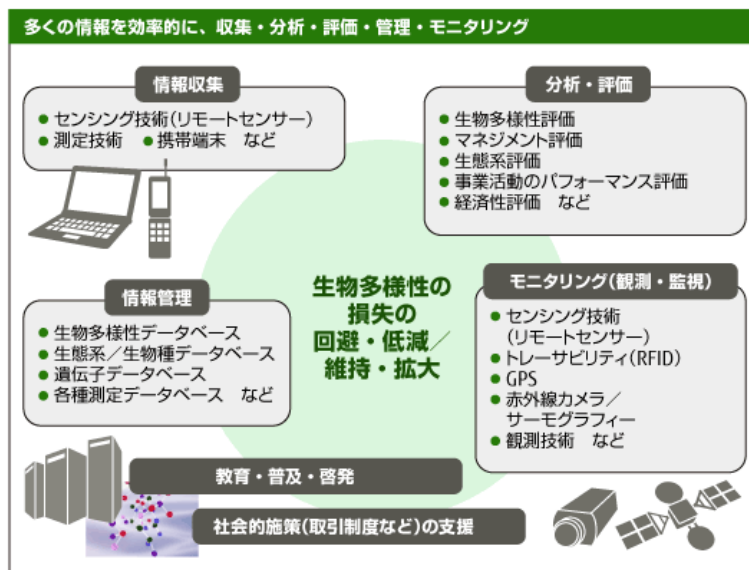 多くの情報を効率的に、収集・分析・評価・管理・モニタリング
情報収集
● センシング技術(リモートセンサー)
● 測定技術 ● 携帯端末 など
分析・評価
● 生物多様性評価
● マネジメント評価
● 生態系評価
● 事業活動のパフォーマンス評価
● 経済性評価 など
生物多様性の
損失の
回避・低減／
維持・拡大
情報管理
● 生物多様性データベース
● 生態系／生物種データベース
● 遺伝子データベース
● 各種測定データベース など
モニタリング(観測・監視)
● センシング技術
(リモートセンサー)
● トレーサビリティ(RFID)
● GPS
● 赤外線カメラ／
サーモグラフィー
● 観測技術 など
教育・普及・啓発
社会的施策(取引制度など)の支援